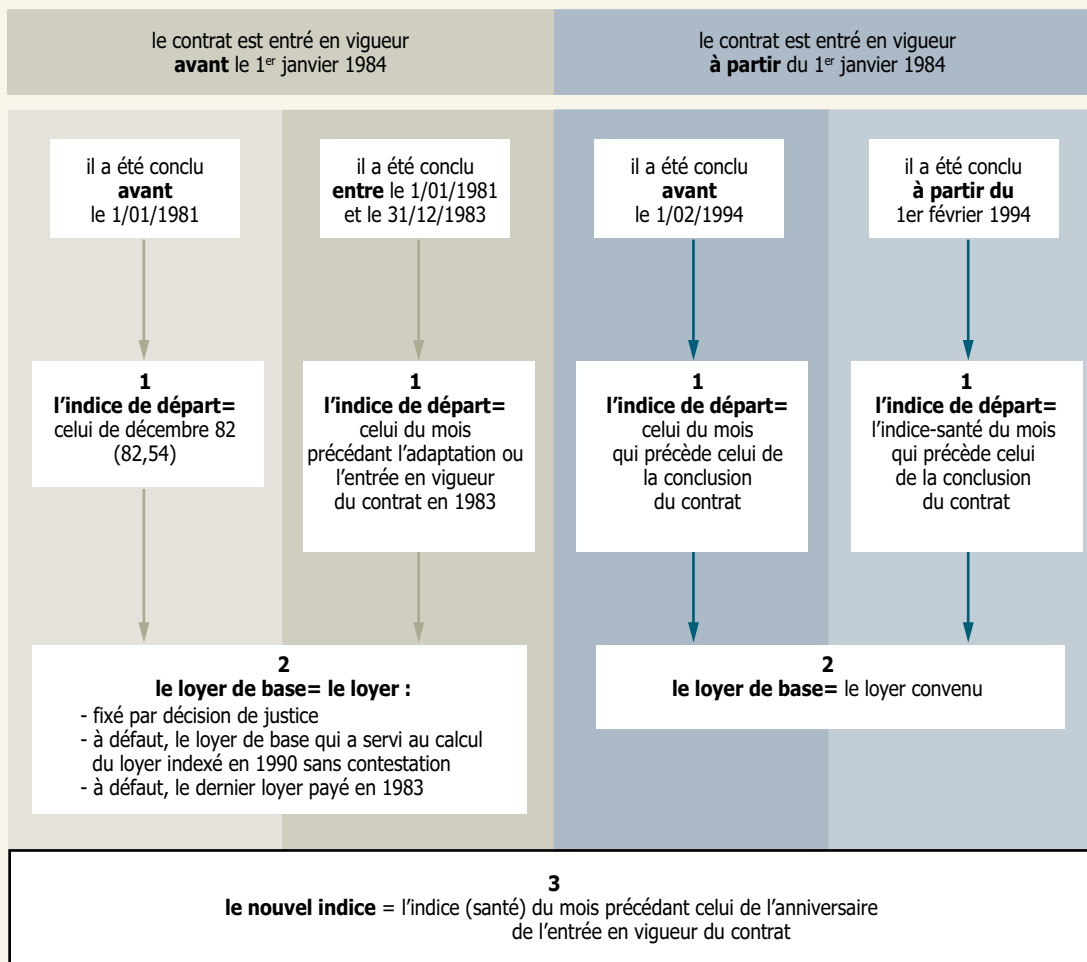 le contrat est entré en vigueur
avant le 1er janvier 1984
le contrat est entré en vigueur
à partir du 1er janvier 1984
il a été conclu
avant
le 1/01/1981
il a été conclu
entre le 1/01/1981
et le 31/12/1983
il a été conclu
avant
le 1/02/1994
il a été conclu
à partir du
1er février 1994
1
l'indice de départ=
celui de décembre 82
(82,54)
1
l'indice de départ=
celui du mois
précédant l'adaptation ou
l'entrée en vigueur
du contrat en 1983
1
l'indice de départ=
celui du mois
qui précède celui de
la conclusion
du contrat
1
l'indice de départ=
l'indice-santé du mois
qui précède celui
de la conclusion
du contrat
2
le loyer de base= le loyer :
- fixé par décision de justice
- à défaut, le loyer de base qui a servi au calcul
du loyer indexé en 1990 sans contestation
- à défaut, le dernier loyer payé en 1983
2
le loyer de base= le loyer convenu
3
le nouvel indice = l'indice (santé) du mois précédant celui de l'anniversaire
de l'entrée en vigueur du contrat